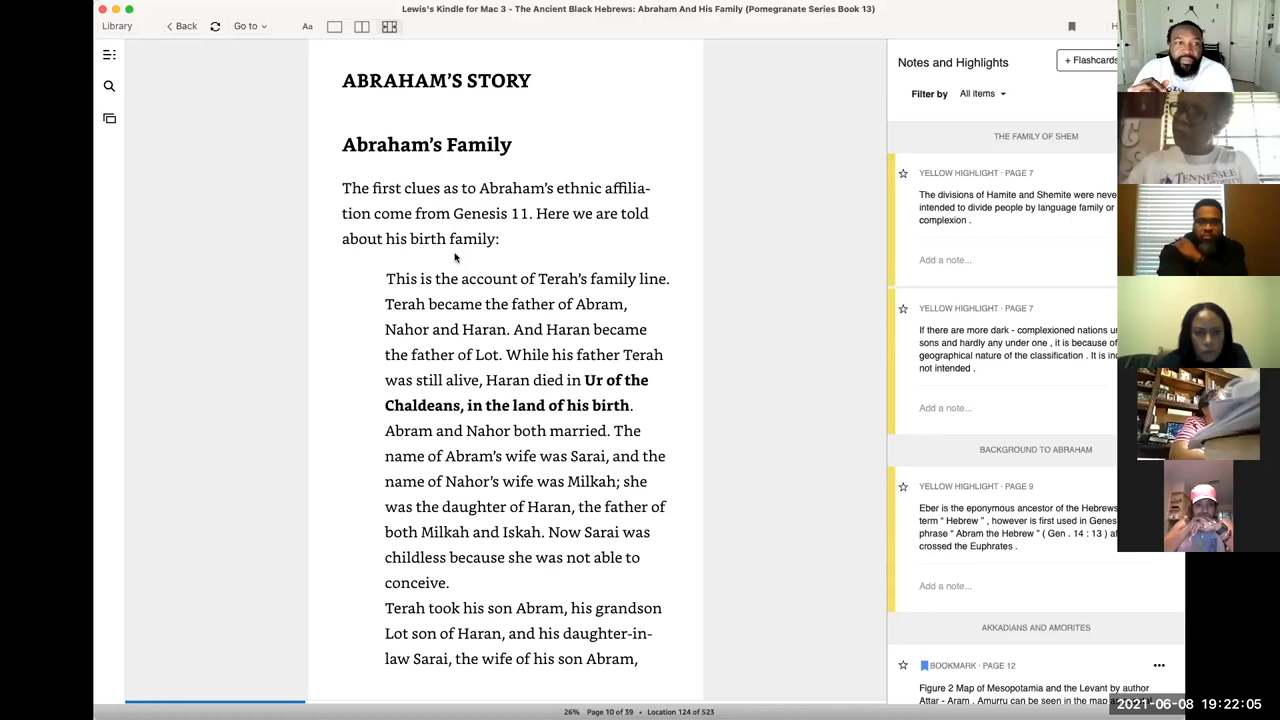 Lewis's Kindle for Mac 3 - The Ancient Black Hebrews: Abraham And His Family (Pomegranate Series Book 13)
Library
Back
Go to
Aa
ABRAHAM'S STORY
Abraham's Family
The first clues as to Abraham's ethnic affilia-
tion come from Genesis 11. Here we are told
about his birth family:
This is the account of Terah's family line.
Terah became the father of Abram,
Nahor and Haran. And Haran became
the father of Lot. While his father Terah
was still alive, Haran died in Ur of the
Chaldeans, in the land of his birth.
Abram and Nahor both married. The
name of Abram's wife was Sarai, and the
name of Nahor's wife was Milkah; she
was the daughter of Haran, the father of
both Milkah and Iskah. Now Sarai was
childless because she was not able to
conceive.
Terah took his son Abram, his grandson
Lot son of Haran, and his daughter-in-
law Sarai, the wife of his son Abram,
26% Page 10 of 39 • Location 124 of 523
Notes and Highlights
+ Flashcards
Filter by All items
THE FAMILY OF SHEM
YELLOW HIGHLIGHT · PAGE 7
The divisions of Hamite and Shemite were neve
intended to divide people by language family or
complexion .
Add a note...
YELLOW HIGHLIGHT · PAGE 7
If there are more dark - complexioned nations u
sons and hardly any under one , it is because of
geographical nature of the classification . It is in
not intended .
Add a note...
BACKGROUND TO ABRAHAM
YELLOW HIGHLIGHT · PAGE 9
Eber is the eponymous ancestor of the Hebrews
term " Hebrew " , however is first used in Genes
phrase " Abram the Hebrew " ( Gen . 14 : 13 ) a
crossed the Euphrates .
Add a note...
AKKADIANS AND AMORITES
BOOKMARK · PAGE 12
Figure 2 Map of Mesopotamia and the Levant by author
Attar - Aram . Amurru can be seen in the map a
TENNESSEE
2021-06-08 19:22:05